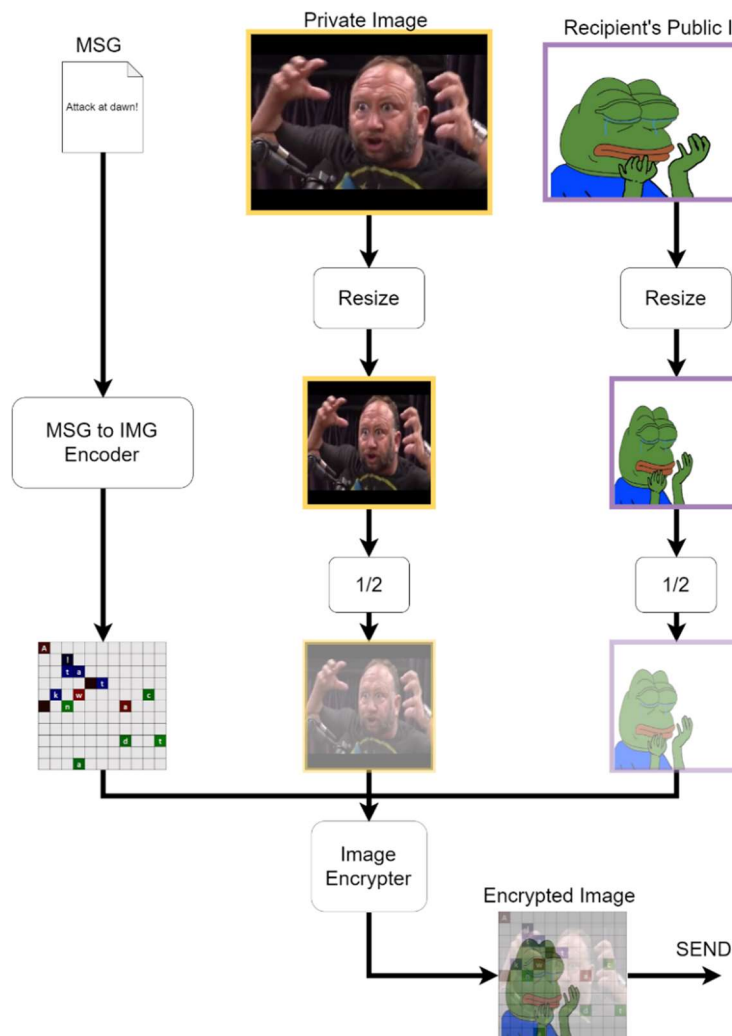 MSG
Attack at dawn!
Private Image
Recipient's Public I
Resize
Resize
MSG to IMG
Encoder
1/2
1/2
A
!
t a
t
k w c
n a
d t
a
Image
Encrypter
Encrypted Image
A
SEND